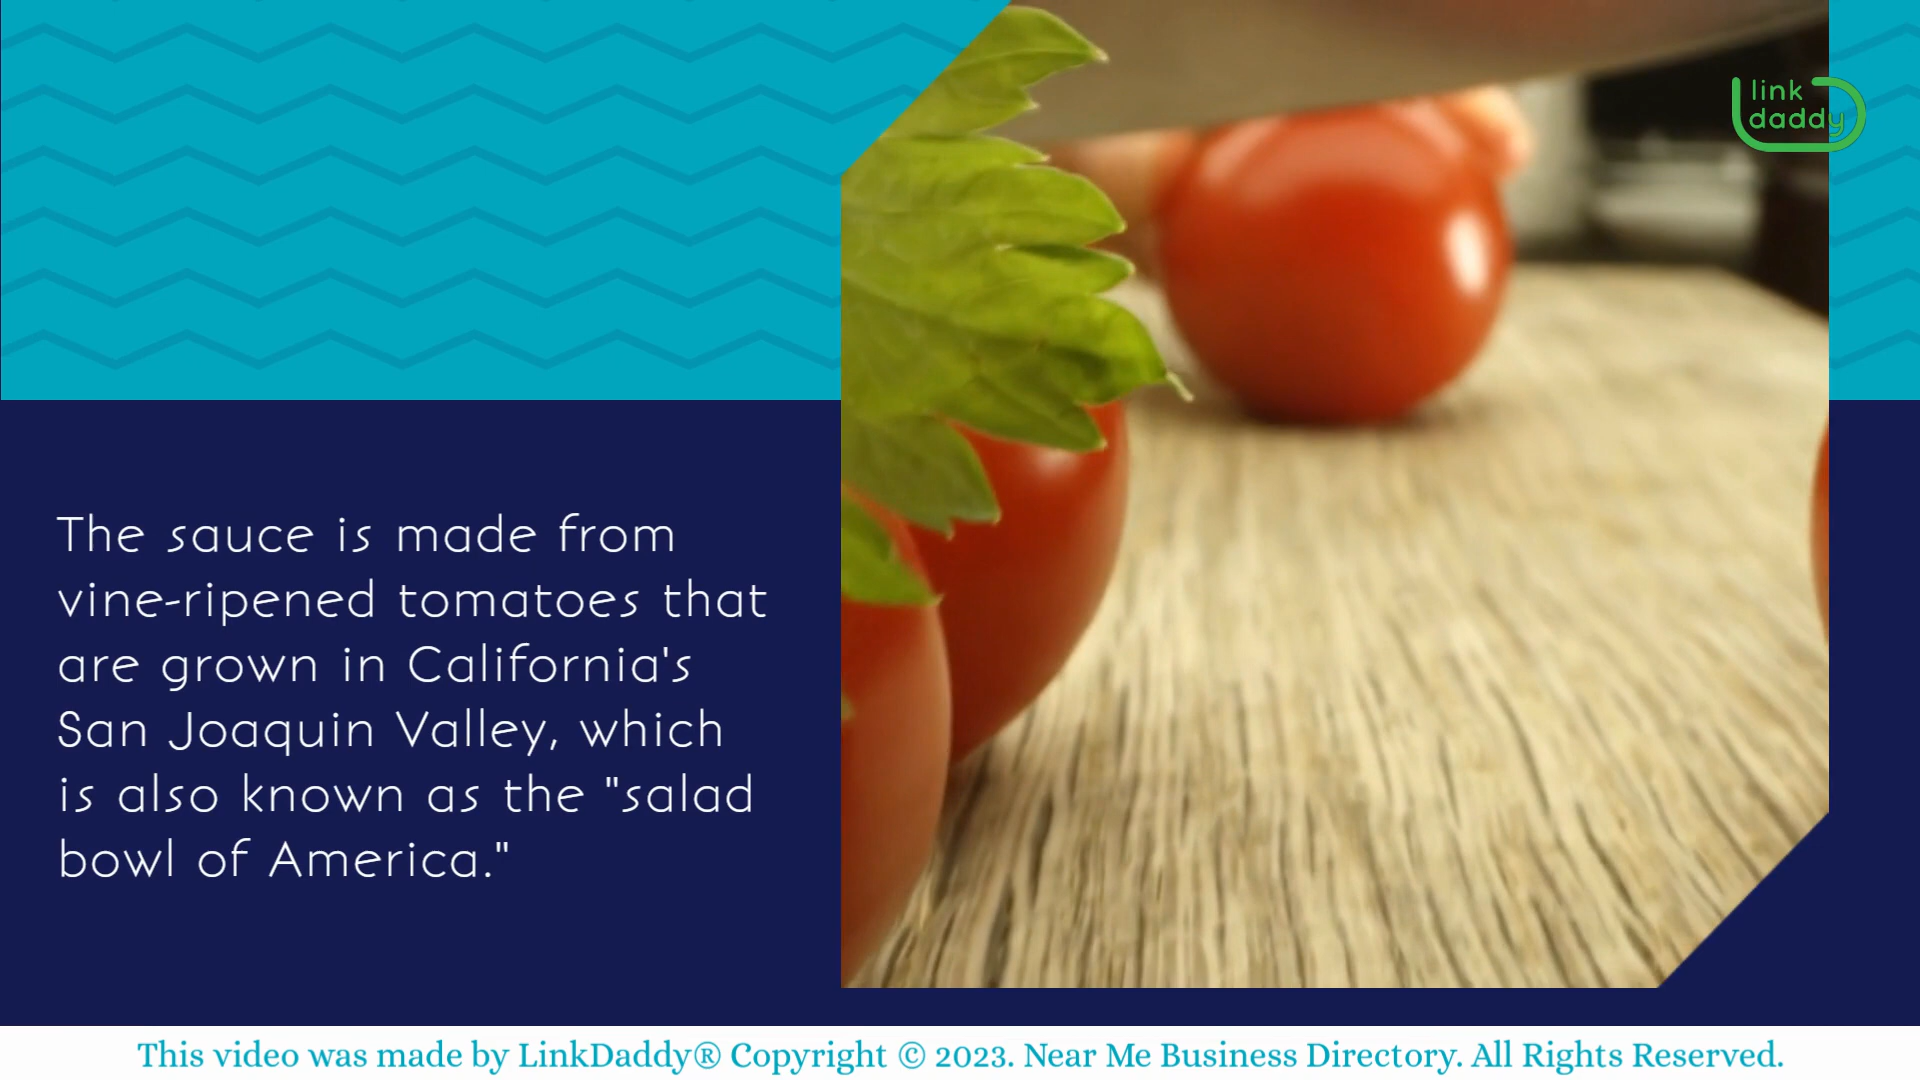 link
daddy
The sauce is made from
vine-ripened tomatoes that
are grown in California's
San Joaquin Valley, which
is also known as the "salad
bowl of America."
This video was made by LinkDaddy® Copyright © 2023. Near Me Business Directory. All Rights Reserved.